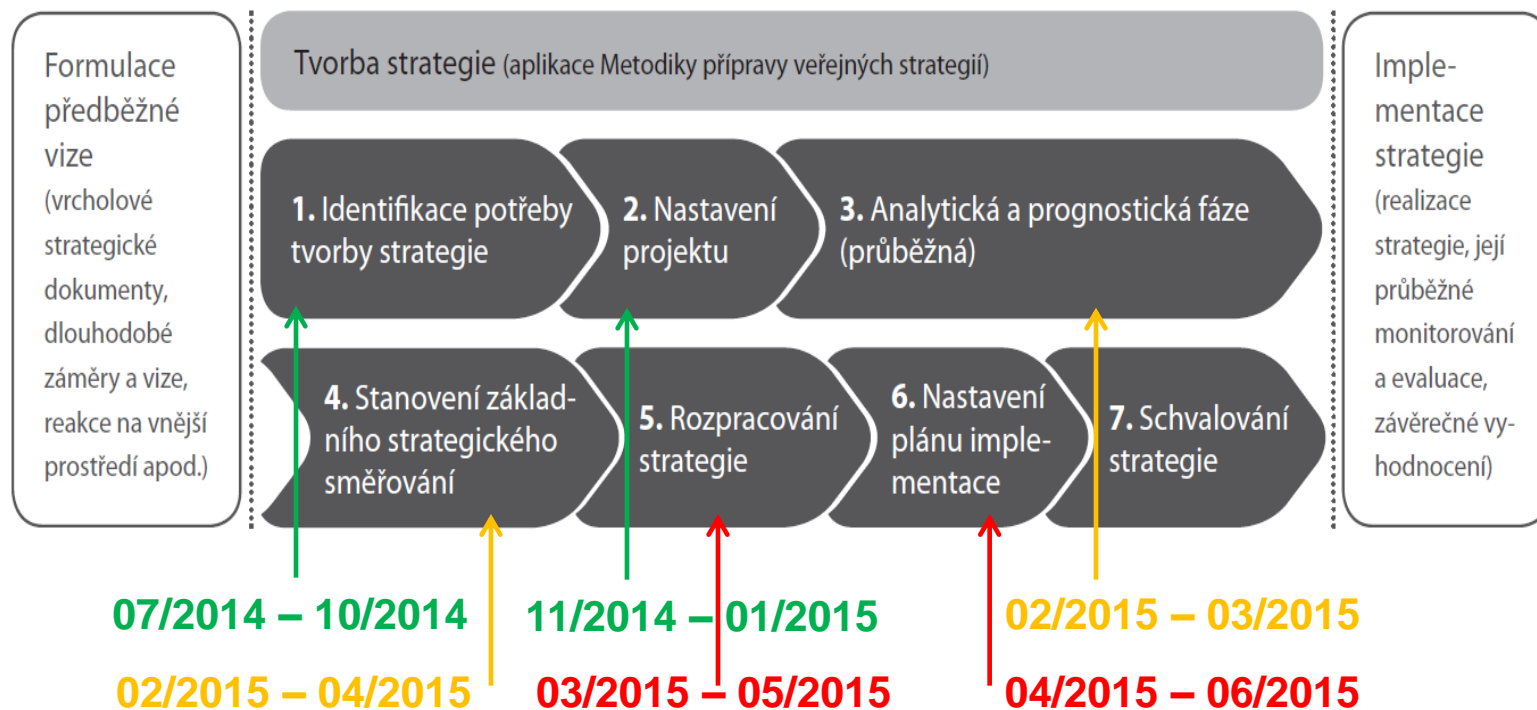 Formulace
předběžné
vize
(vrcholové
strategické
dokumenty,
dlouhodobé
záměry a vize,
reakce na vnější
prostředí apod.)
Tvorba strategie (aplikace Metodiky přípravy veřejných strategií)
1. Identifikace potřeby
tvorby strategie
2. Nastavení
projektu
3. Analytická a prognostická fáze
(průběžná)
4. Stanovení základ-
ního strategického
směřování
5. Rozpracování
strategie
6. Nastavení
plánu imple-
mentace
7. Schvalování
strategie
Imple-
mentace
strategie
(realizace
strategie, její
průběžné
monitorování
a evaluace,
závěrečné vy-
hodnocení)
07/2014 – 10/2014
11/2014 – 01/2015
02/2015 – 03/2015
02/2015 – 04/2015
03/2015 – 05/2015
04/2015 – 06/2015